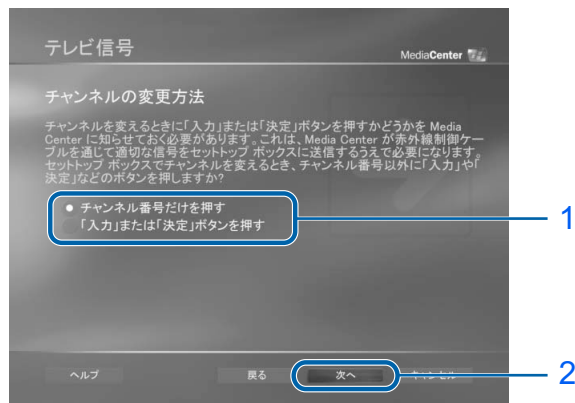 テレビ信号
MediaCenter
チャンネルの変更方法
チャンネルを変えるときに「入力」または「決定」ボタンを押すかどうかを Media
Center に知らせておく必要があります。これは、Media Center が赤外線制御ケー
ブルを通じて適切な信号をセットトップ ボックスに送信するうえで必要になります。
セットトップ ボックスでチャンネルを変えるとき、チャンネル番号以外に「入力」や「
決定」などのボタンを押しますか?
チャンネル番号だけを押す
「入力」または「決定」ボタンを押す
1
ヘルプ
戻る
次へ
キャンセル
2